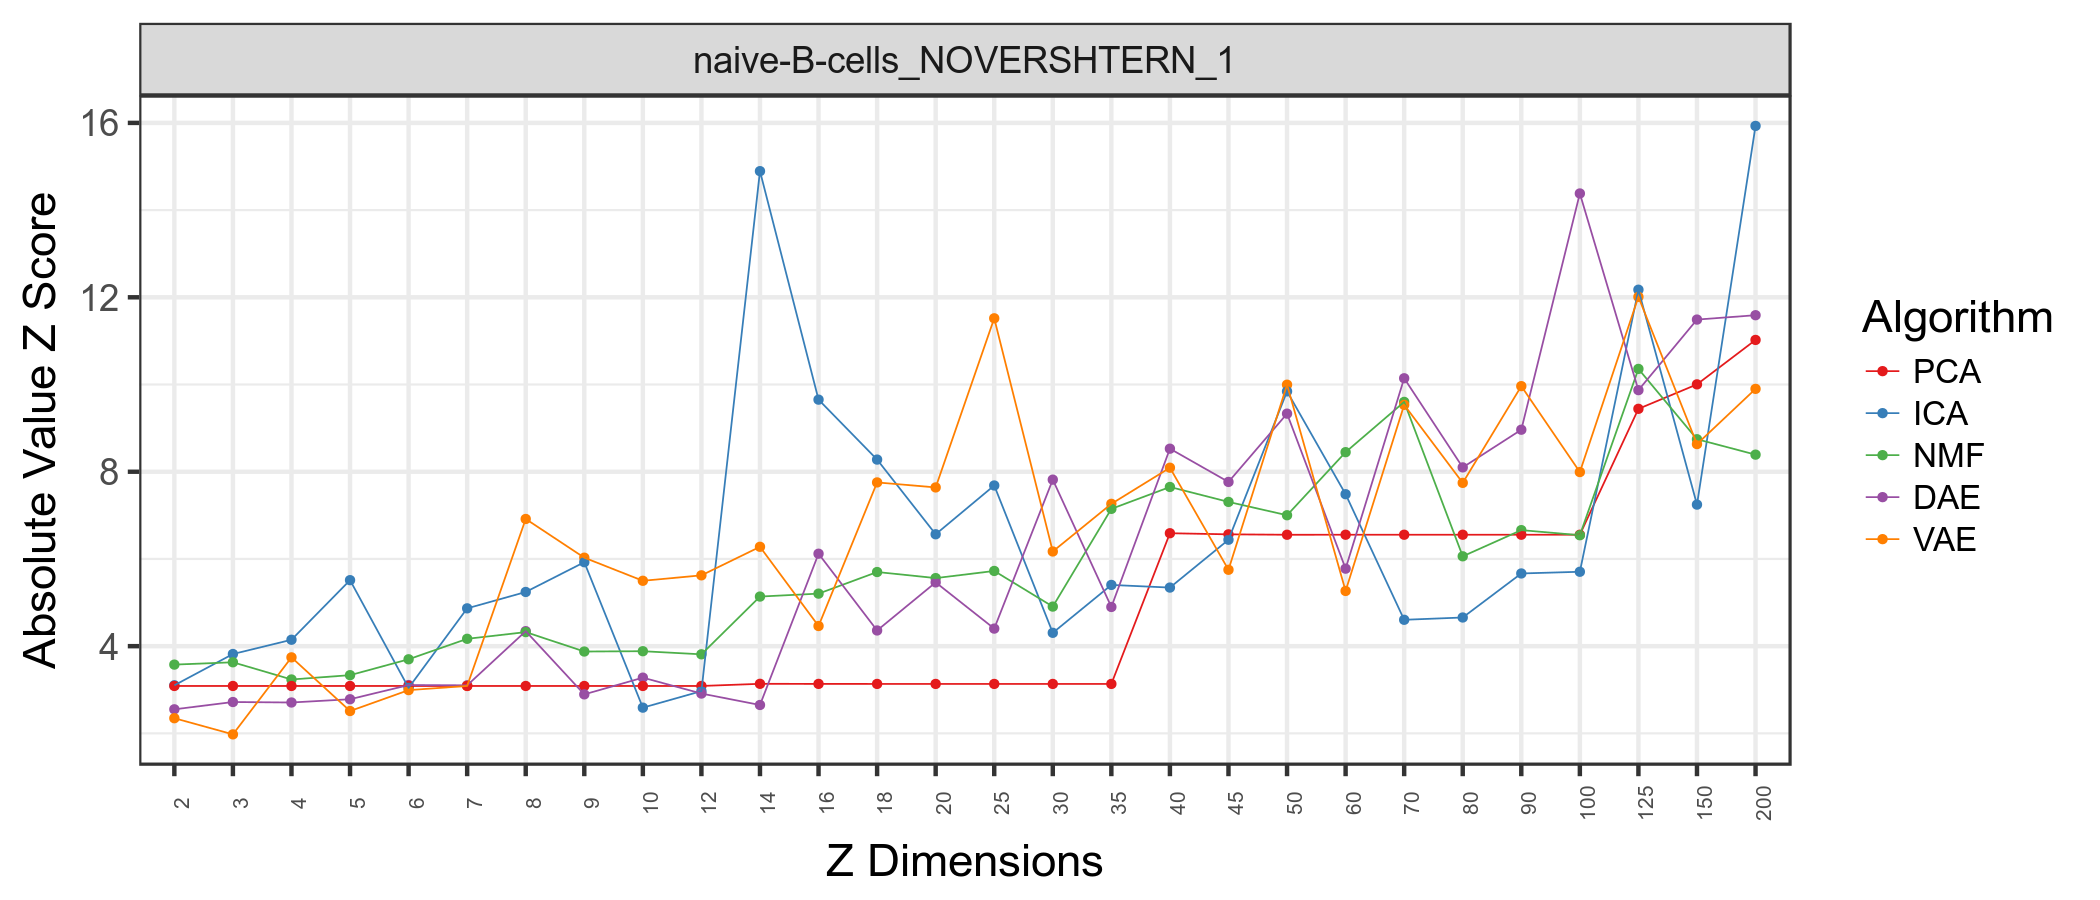 naive-B-cells_NOVERSHTERN_1
Absolute Value Z Score
16
12
8
4
2 3 4 5 6 7 8 9 10 12 14 16 18 20 25 30 35 40 45 50 60 70 80 90 100 125 150 200
Z Dimensions
Algorithm
PCA
ICA
NMF
DAE
VAE